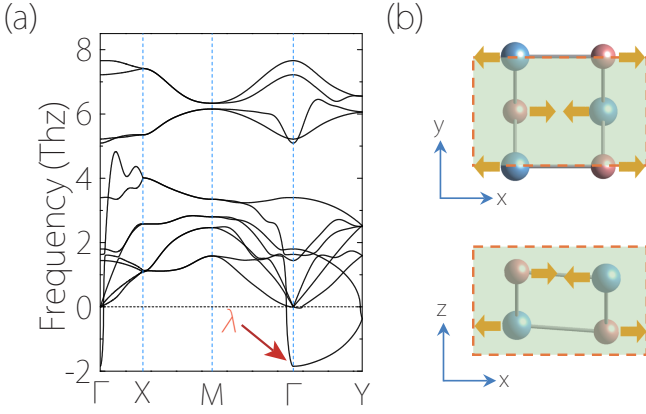 (a)
(b)
Frequency (Thz)
8
6
4
2
0
-2
λ
Γ X M Γ Y
y
x
z
x